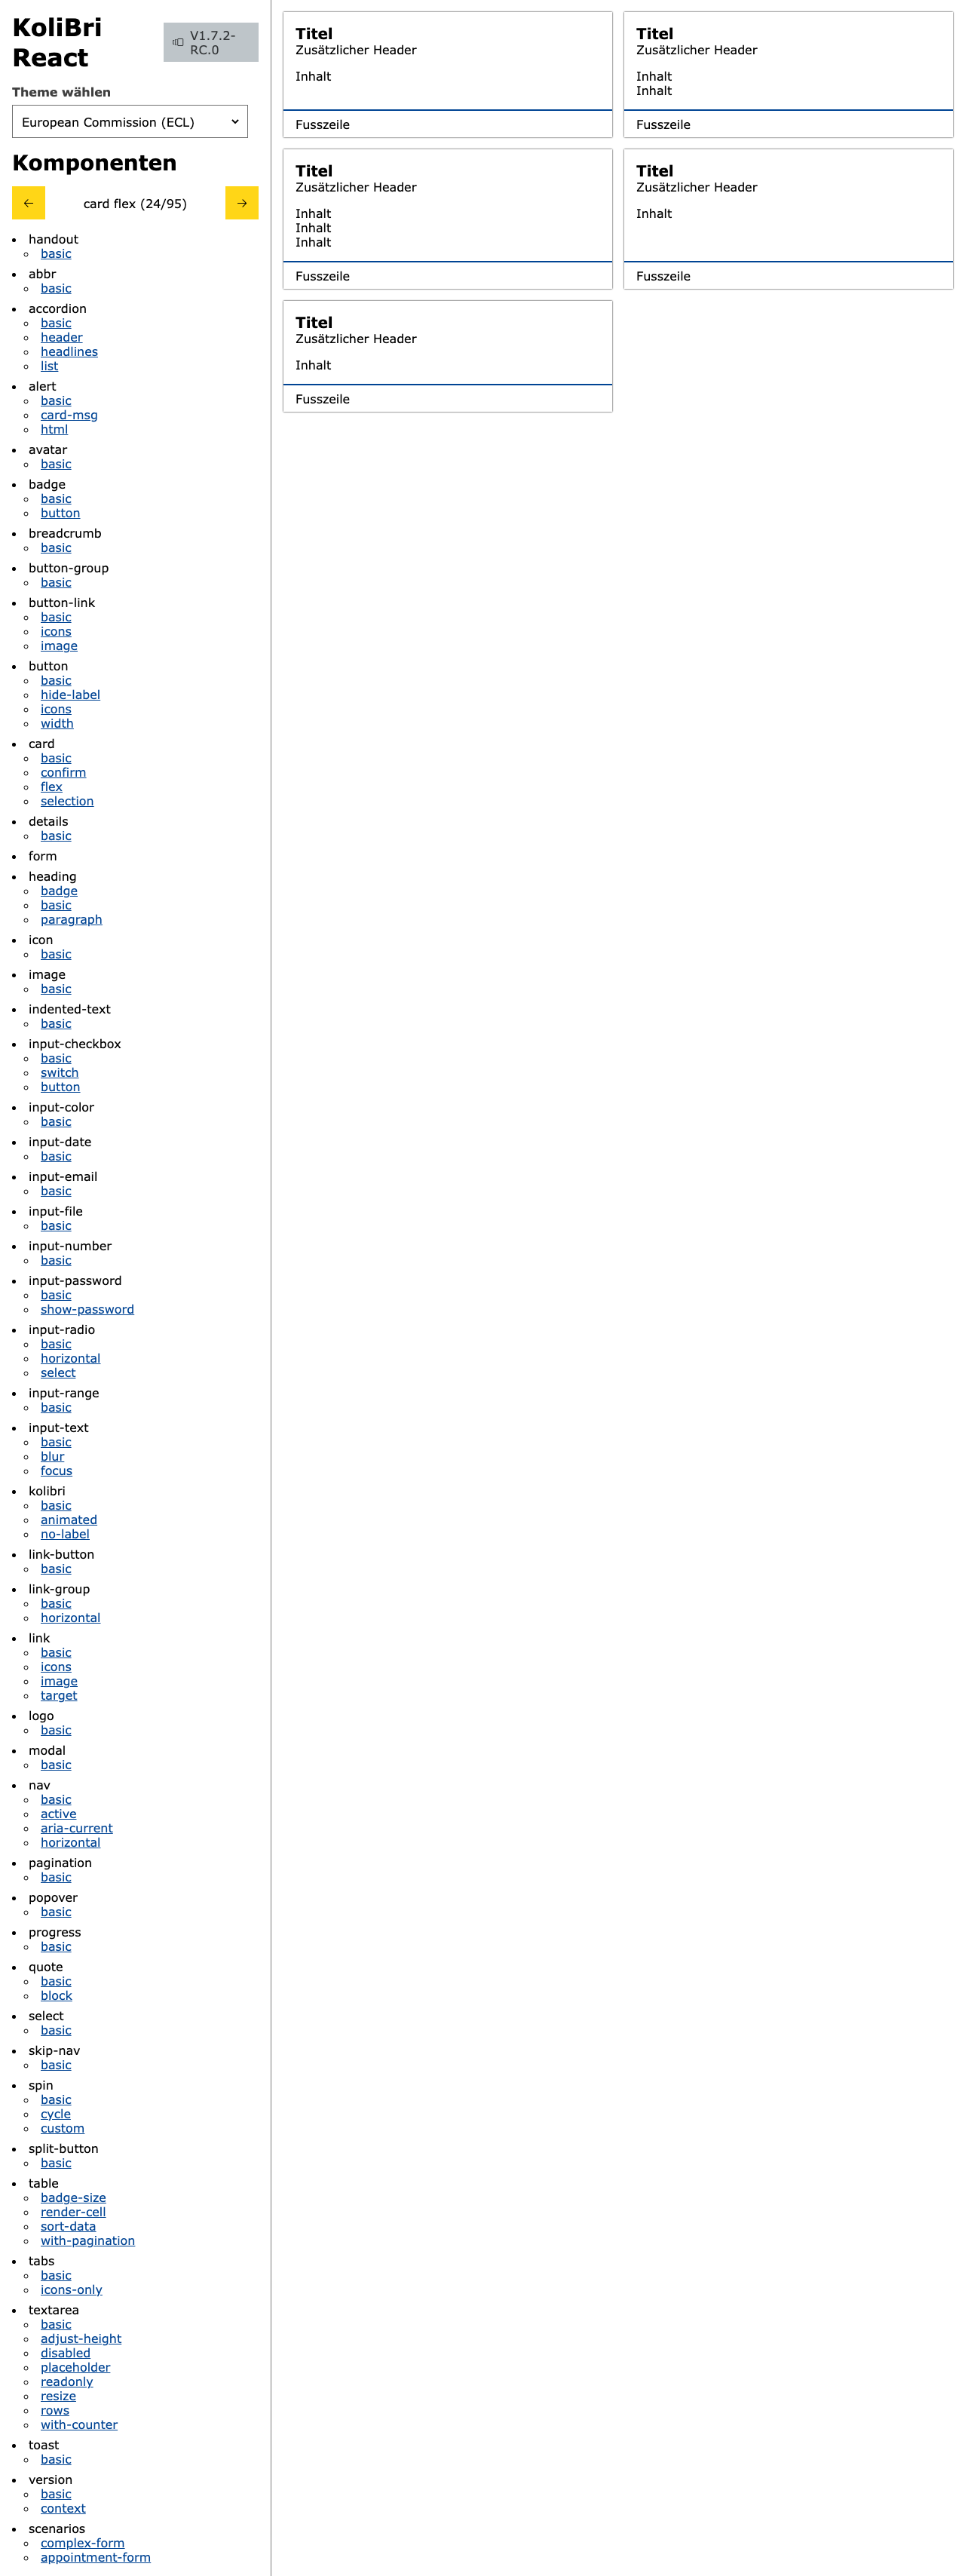 KoliBri
React
V1.7.2-
RC.0
Theme wählen
European Commission (ECL)
Komponenten
card flex (24/95)
handout
basic
abbr
basic
accordion
basic
header
headlines
list
alert
basic
card-msg
html
avatar
basic
badge
basic
button
breadcrumb
basic
button-group
basic
button-link
basic
icons
image
button
basic
hide-label
icons
width
card
basic
confirm
flex
selection
details
basic
form
heading
badge
basic
paragraph
icon
basic
image
basic
indented-text
basic
input-checkbox
basic
switch
button
input-color
basic
input-date
basic
input-email
basic
input-file
basic
input-number
basic
input-password
basic
show-password
input-radio
basic
horizontal
select
input-range
basic
input-text
basic
blur
focus
kolibri
basic
animated
no-label
link-button
basic
link-group
basic
horizontal
link
basic
icons
image
target
logo
basic
modal
basic
nav
basic
active
aria-current
horizontal
pagination
basic
popover
basic
progress
basic
quote
basic
block
select
basic
skip-nav
basic
spin
basic
cycle
custom
split-button
basic
table
badge-size
render-cell
sort-data
with-pagination
tabs
basic
icons-only
textarea
basic
adjust-height
disabled
placeholder
readonly
resize
rows
with-counter
toast
basic
version
basic
context
scenarios
complex-form
appointment-form
Titel
Zusätzlicher Header
Inhalt
Fusszeile
Titel
Zusätzlicher Header
Inhalt
Inhalt
Fusszeile
Titel
Zusätzlicher Header
Inhalt
Inhalt
Inhalt
Fusszeile
Titel
Zusätzlicher Header
Inhalt
Fusszeile
Titel
Zusätzlicher Header
Inhalt
Fusszeile